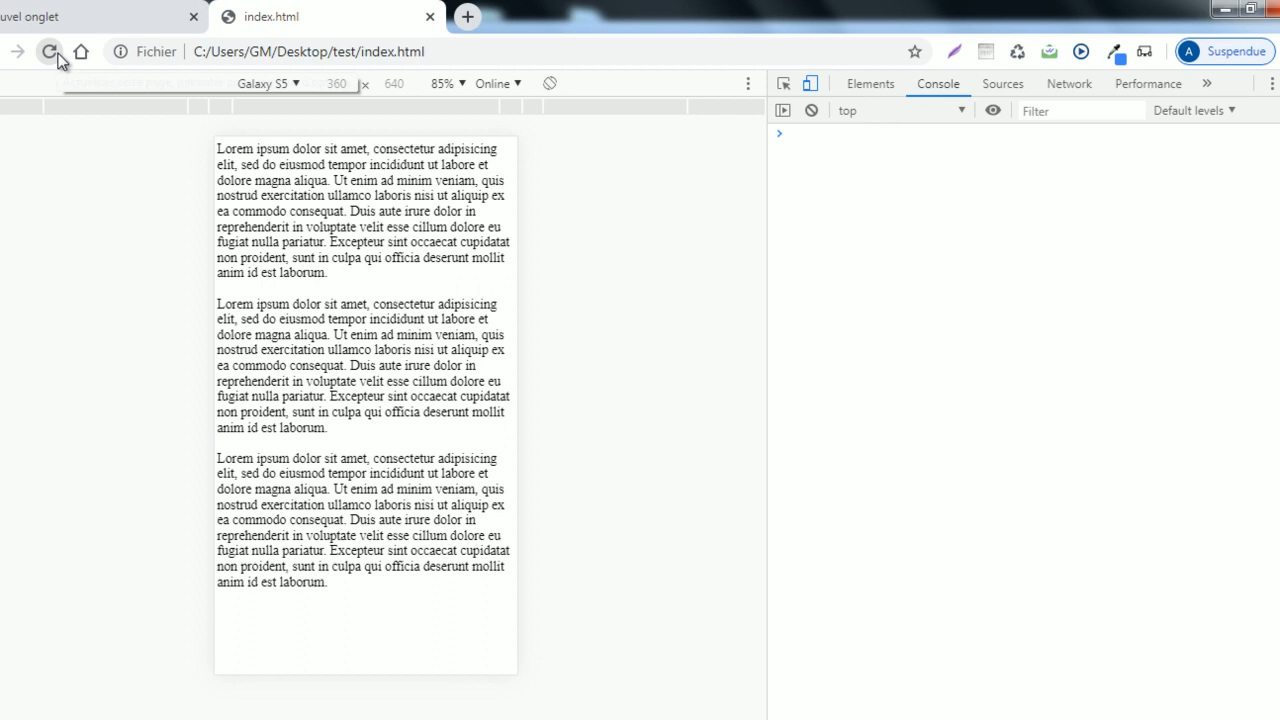 uvel onglet
index.html
Fichier
C:/Users/GM/Desktop/test/index.html
A
Suspendue
Galaxy S5
360
x
640
85%
Online
Elements
Console
Sources
Network
Performance
»
top
Filter
Default levels
Lorem ipsum dolor sit amet, consectetur adipisicing
elit, sed do eiusmod tempor incididunt ut labore et
dolore magna aliqua. Ut enim ad minim veniam, quis
nostrud exercitation ullamco laboris nisi ut aliquip ex
ea commodo consequat. Duis aute irure dolor in
reprehenderit in voluptate velit esse cillum dolore eu
fugiat nulla pariatur. Excepteur sint occaecat cupidatat
non proident, sunt in culpa qui officia deserunt mollit
anim id est laborum.
Lorem ipsum dolor sit amet, consectetur adipisicing
elit, sed do eiusmod tempor incididunt ut labore et
dolore magna aliqua. Ut enim ad minim veniam, quis
nostrud exercitation ullamco laboris nisi ut aliquip ex
ea commodo consequat. Duis aute irure dolor in
reprehenderit in voluptate velit esse cillum dolore eu
fugiat nulla pariatur. Excepteur sint occaecat cupidatat
non proident, sunt in culpa qui officia deserunt mollit
anim id est laborum.
Lorem ipsum dolor sit amet, consectetur adipisicing
elit, sed do eiusmod tempor incididunt ut labore et
dolore magna aliqua. Ut enim ad minim veniam, quis
nostrud exercitation ullamco laboris nisi ut aliquip ex
ea commodo consequat. Duis aute irure dolor in
reprehenderit in voluptate velit esse cillum dolore eu
fugiat nulla pariatur. Excepteur sint occaecat cupidatat
non proident, sunt in culpa qui officia deserunt mollit
anim id est laborum.